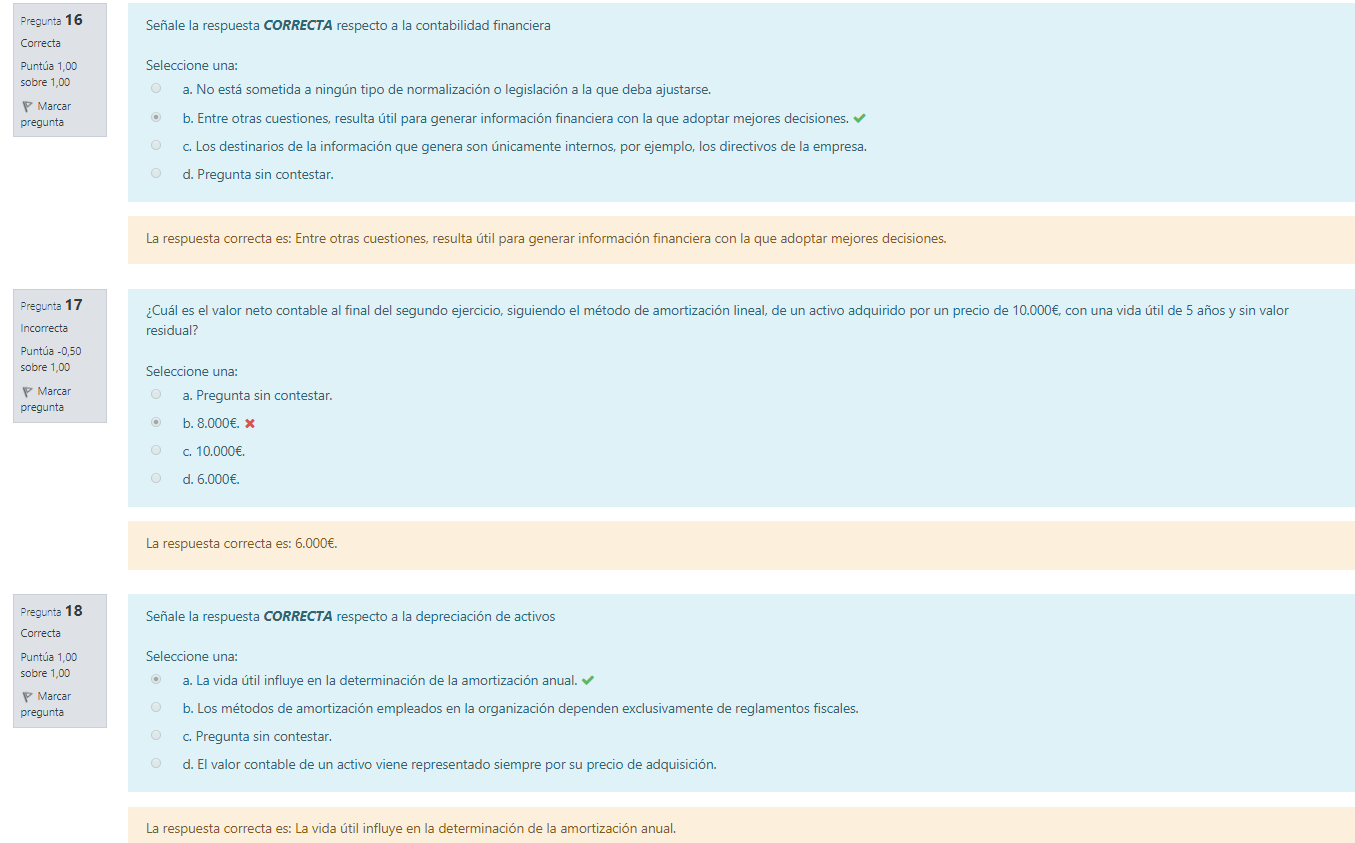 Pregunta 16
Correcta
Puntúa 1,00
sobre 1,00
Marcar
pregunta
Señale la respuesta CORRECTA respecto a la contabilidad financiera
Seleccione una:
a. No está sometida a ningún tipo de normalización o legislación a la que deba ajustarse.
b. Entre otras cuestiones, resulta útil para generar información financiera con la que adoptar mejores decisiones.
c. Los destinarios de la información que genera son únicamente internos, por ejemplo, los directivos de la empresa.
d. Pregunta sin contestar.
La respuesta correcta es: Entre otras cuestiones, resulta útil para generar información financiera con la que adoptar mejores decisiones.
Pregunta 17
Incorrecta
Puntúa -0,50
sobre 1,00
Marcar
pregunta
¿Cuál es el valor neto contable al final del segundo ejercicio, siguiendo el método de amortización lineal, de un activo adquirido por un precio de 10.000€, con una vida útil de 5 años y sin valor
residual?
Seleccione una:
a. Pregunta sin contestar.
b. 8.000€.
c. 10.000€.
d. 6.000€.
La respuesta correcta es: 6.000€.
Pregunta 18
Correcta
Puntúa 1,00
sobre 1,00
Marcar
pregunta
Señale la respuesta CORRECTA respecto a la depreciación de activos
Seleccione una:
a. La vida útil influye en la determinación de la amortización anual.
b. Los métodos de amortización empleados en la organización dependen exclusivamente de reglamentos fiscales.
c. Pregunta sin contestar.
d. El valor contable de un activo viene representado siempre por su precio de adquisición.
La respuesta correcta es: La vida útil influye en la determinación de la amortización anual.